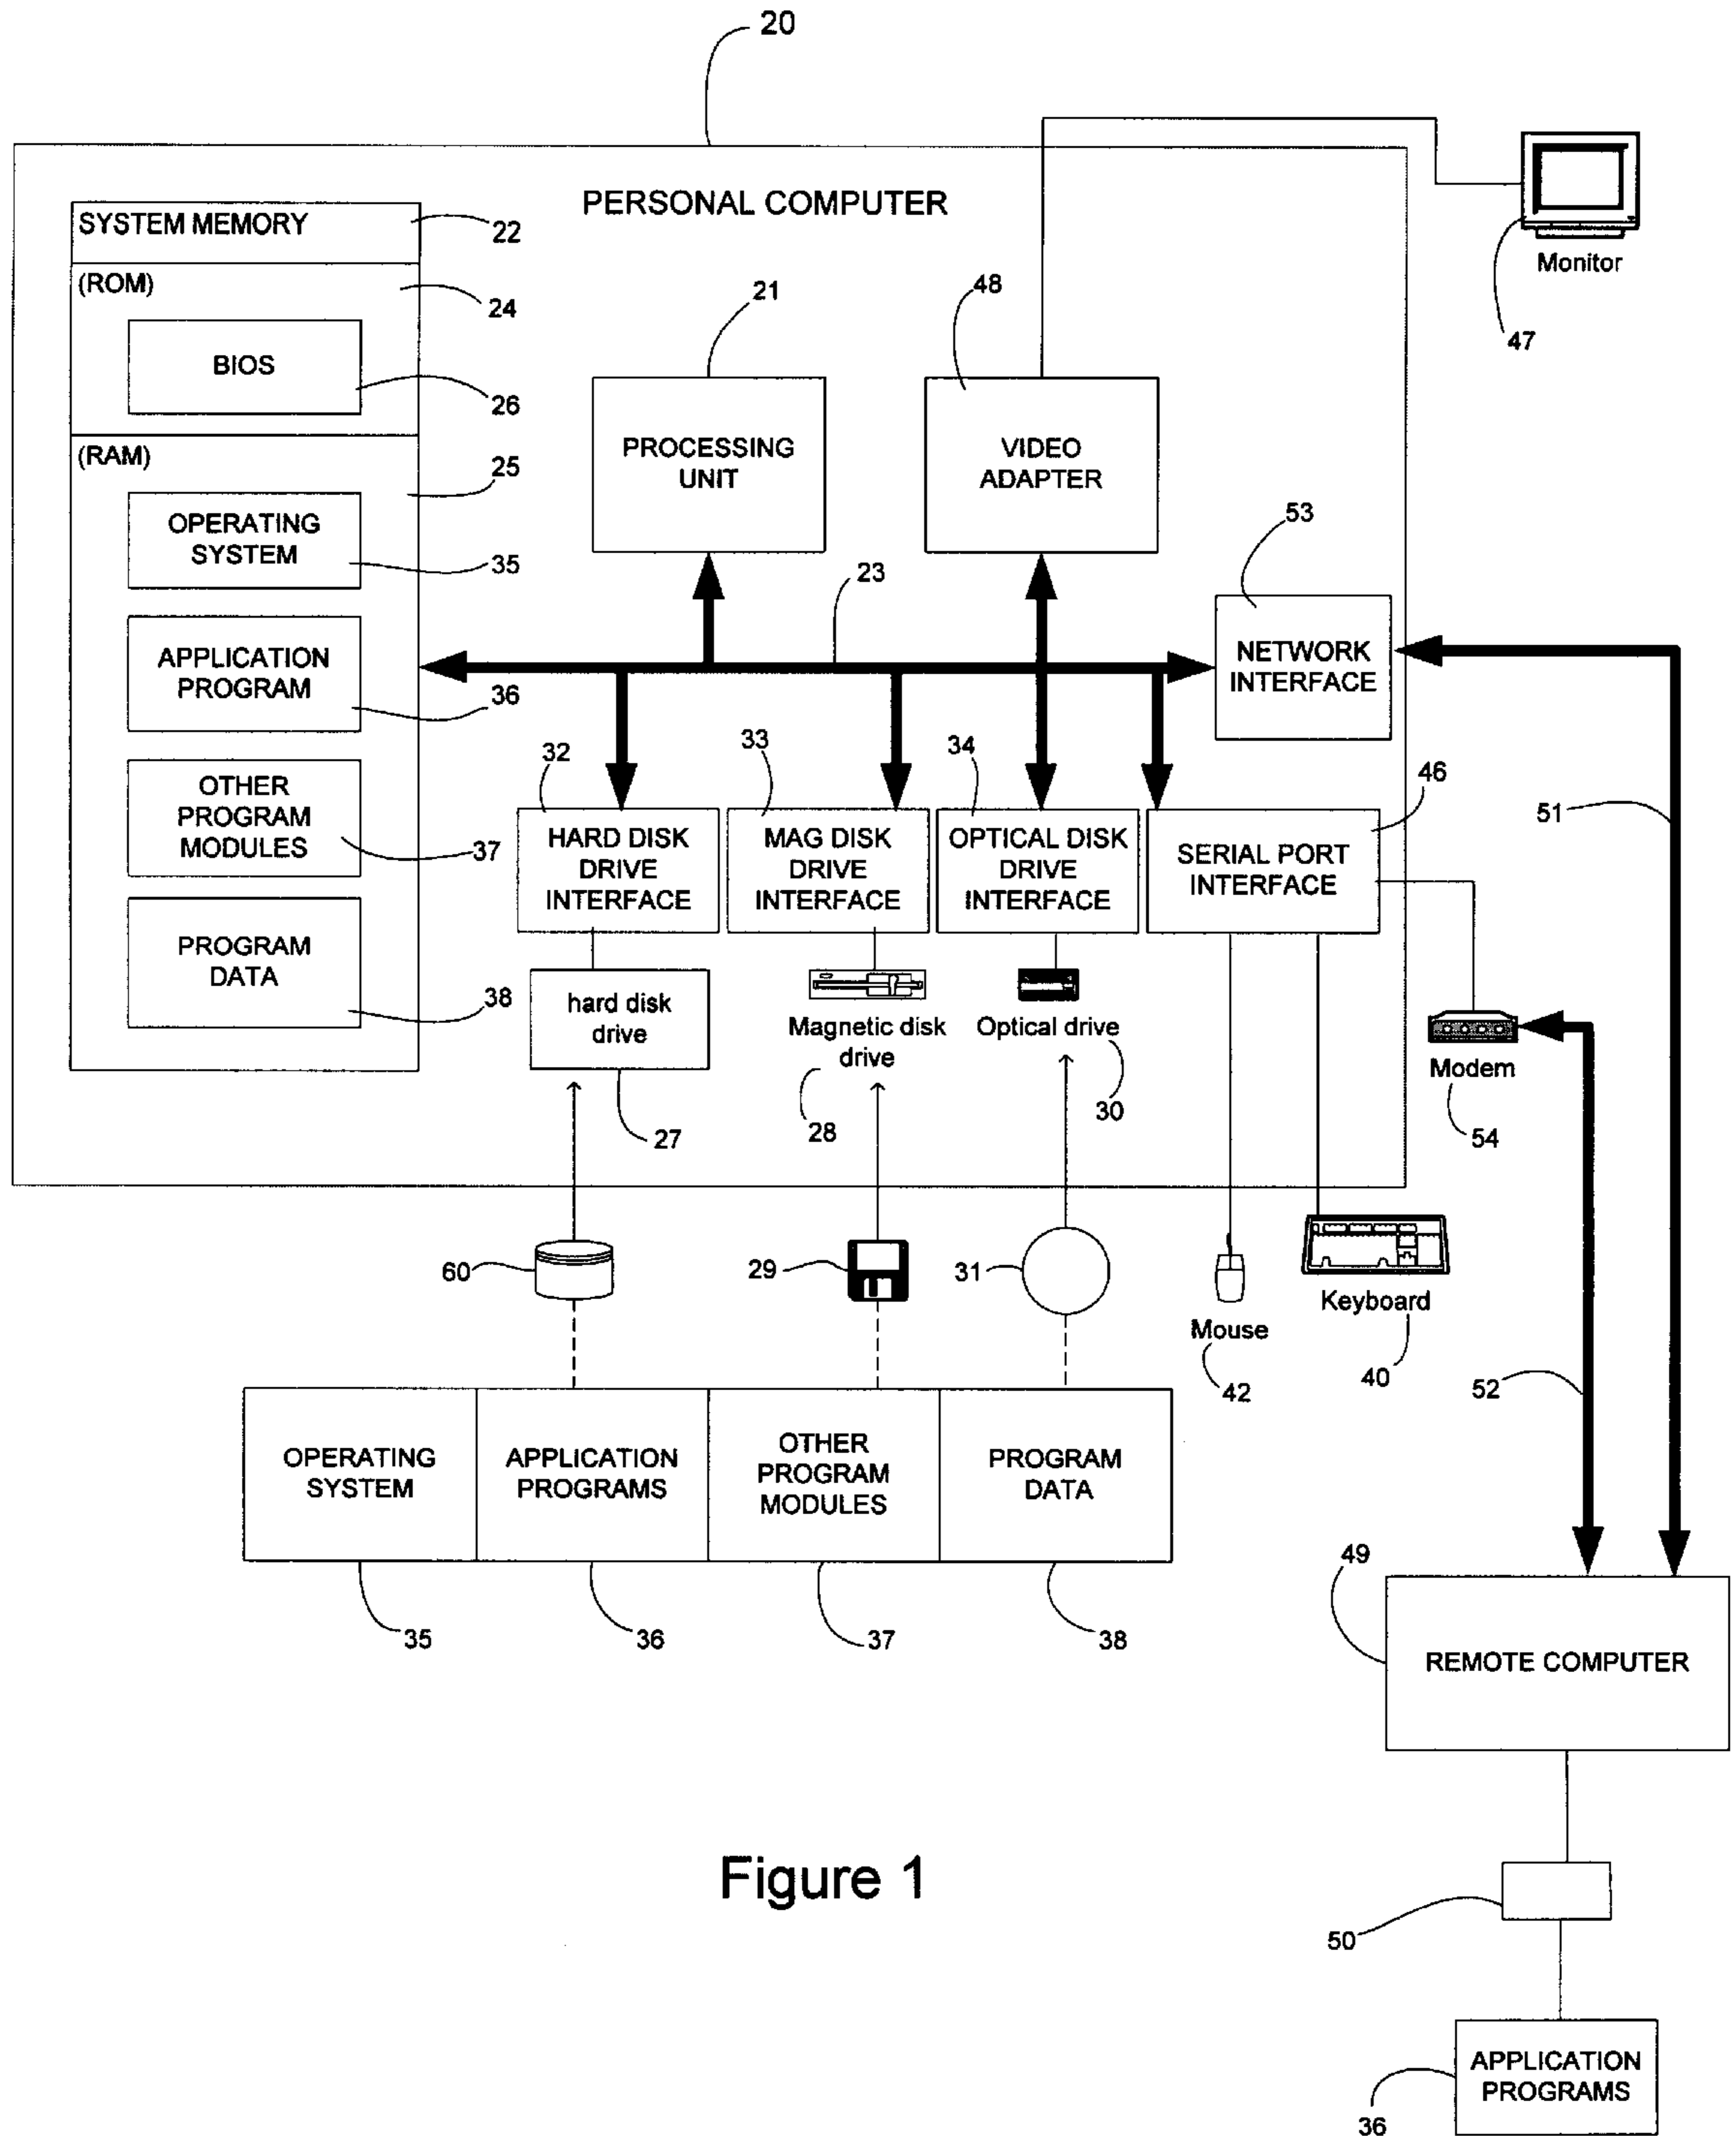 20
PERSONAL COMPUTER
SYSTEM MEMORY
22
(ROM)
24
BIOS
26
(RAM)
25
OPERATING
SYSTEM
35
APPLICATION
PROGRAM
36
OTHER
PROGRAM
MODULES
37
PROGRAM
DATA
38
21
PROCESSING
UNIT
48
VIDEO
ADAPTER
Monitor
47
23
53
NETWORK
INTERFACE
32
HARD DISK
DRIVE
INTERFACE
33
MAG DISK
DRIVE
INTERFACE
34
OPTICAL DISK
DRIVE
INTERFACE
46
SERIAL PORT
INTERFACE
51
hard disk
drive
27
Magnetic disk
drive
28
Optical drive
30
Modem
54
60
29
31
Mouse
42
Keyboard
40
52
OPERATING
SYSTEM
APPLICATION
PROGRAMS
OTHER
PROGRAM
MODULES
PROGRAM
DATA
35
36
37
38
49
REMOTE COMPUTER
Figure 1
50
APPLICATION
PROGRAMS
36